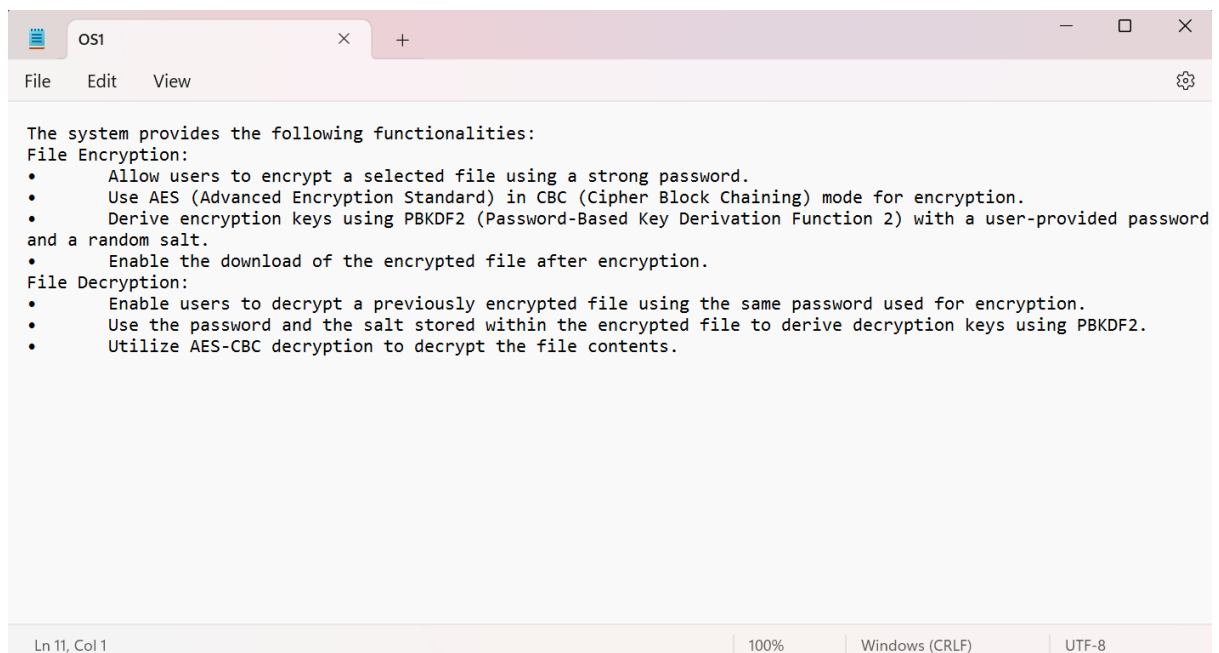 OS1
File Edit View
The system provides the following functionalities:
File Encryption:
• Allow users to encrypt a selected file using a strong password.
• Use AES (Advanced Encryption Standard) in CBC (Cipher Block Chaining) mode for encryption.
• Derive encryption keys using PBKDF2 (Password-Based Key Derivation Function 2) with a user-provided password
and a random salt.
• Enable the download of the encrypted file after encryption.
File Decryption:
• Enable users to decrypt a previously encrypted file using the same password used for encryption.
• Use the password and the salt stored within the encrypted file to derive decryption keys using PBKDF2.
• Utilize AES-CBC decryption to decrypt the file contents.
Ln 11, Col 1 100% Windows (CRLF) UTF-8